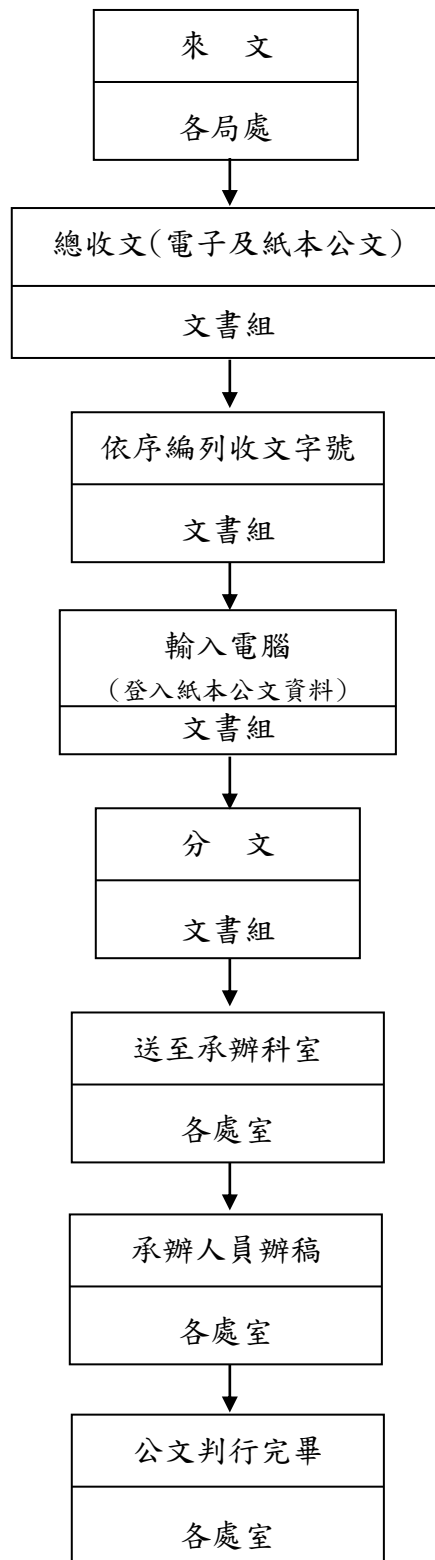 來　文
各局處
總收文(電子及紙本公文)
文書組
依序編列收文字號
文書組
輸入電腦
(登入紙本公文資料)
文書組
分　文
文書組
送至承辦科室
各處室
承辦人員辦稿
各處室
公文判行完畢
各處室